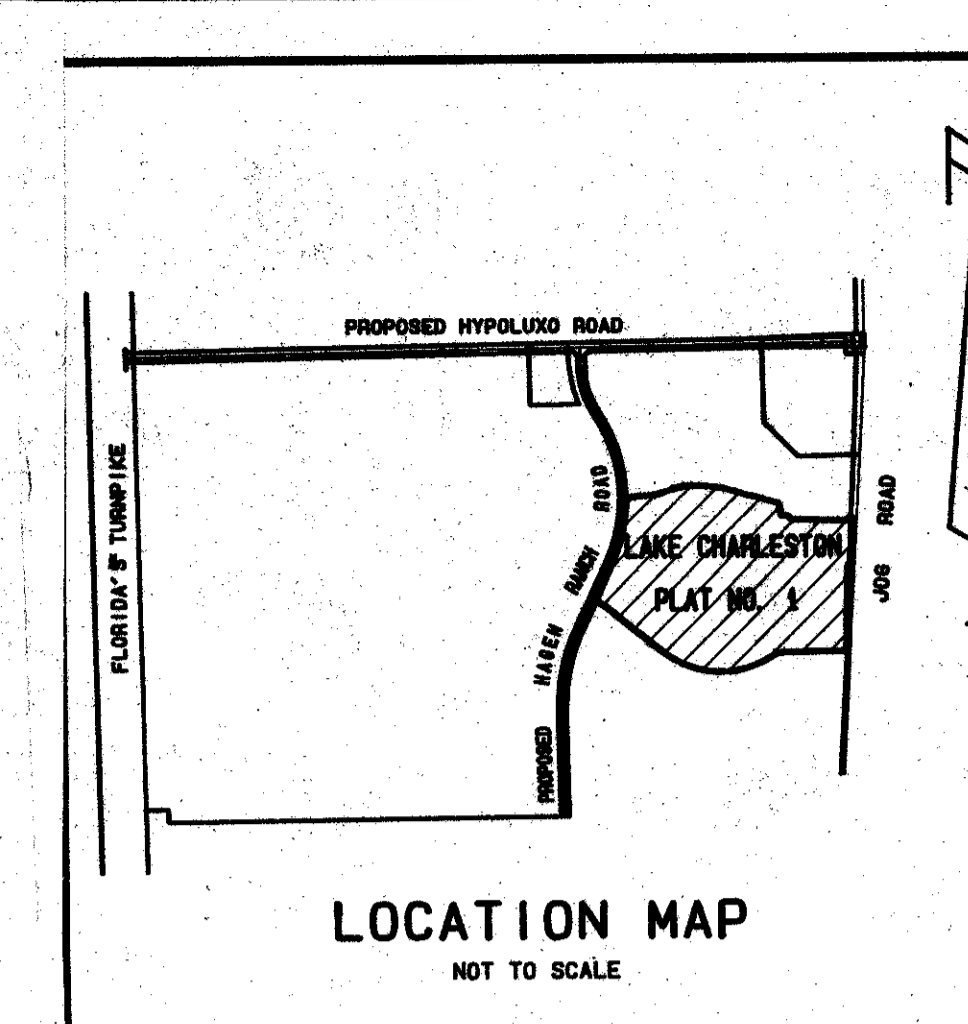 PROPOSED HYPOLUXO ROAD
FLORIDA'S TURNPIKE
PROPOSED HAGEN RANCH ROAD
LAKE CHARLESTON
PLAT NO. 1
JOG ROAD
LOCATION MAP
NOT TO SCALE